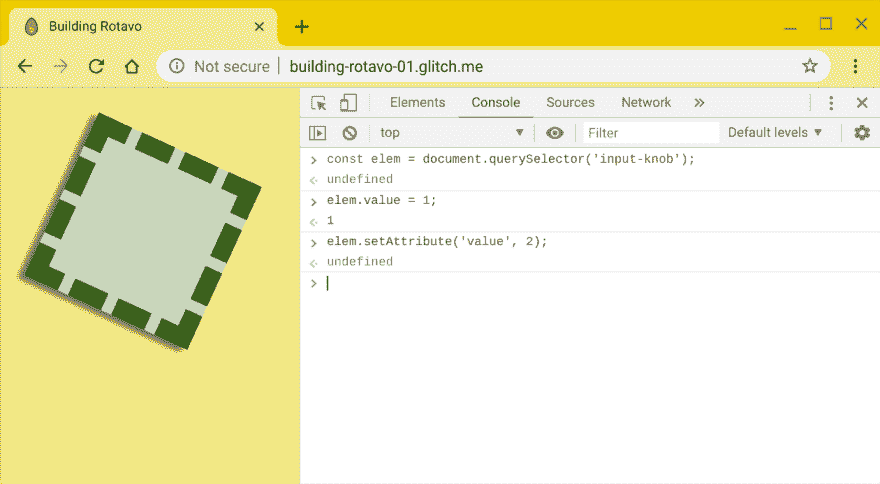 Building Rotavo
Not secure | building-rotavo-01.glitch.me
Elements Console Sources Network »
top Filter Default levels
> const elem = document.querySelector('input-knob');
undefined
> elem.value = 1;
1
> elem.setAttribute('value', 2);
undefined
>